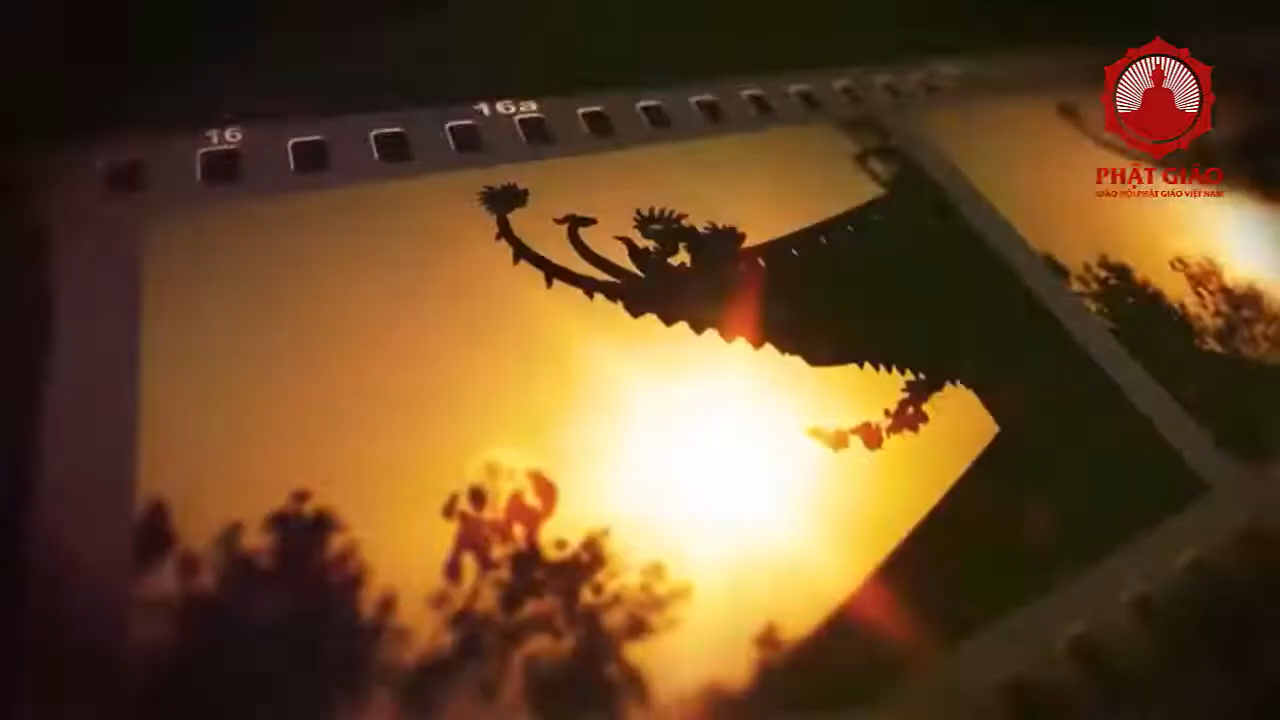 16
16a
PHẬT GIÁO
GIÁO HỘI PHẬT GIÁO VIỆT NAM